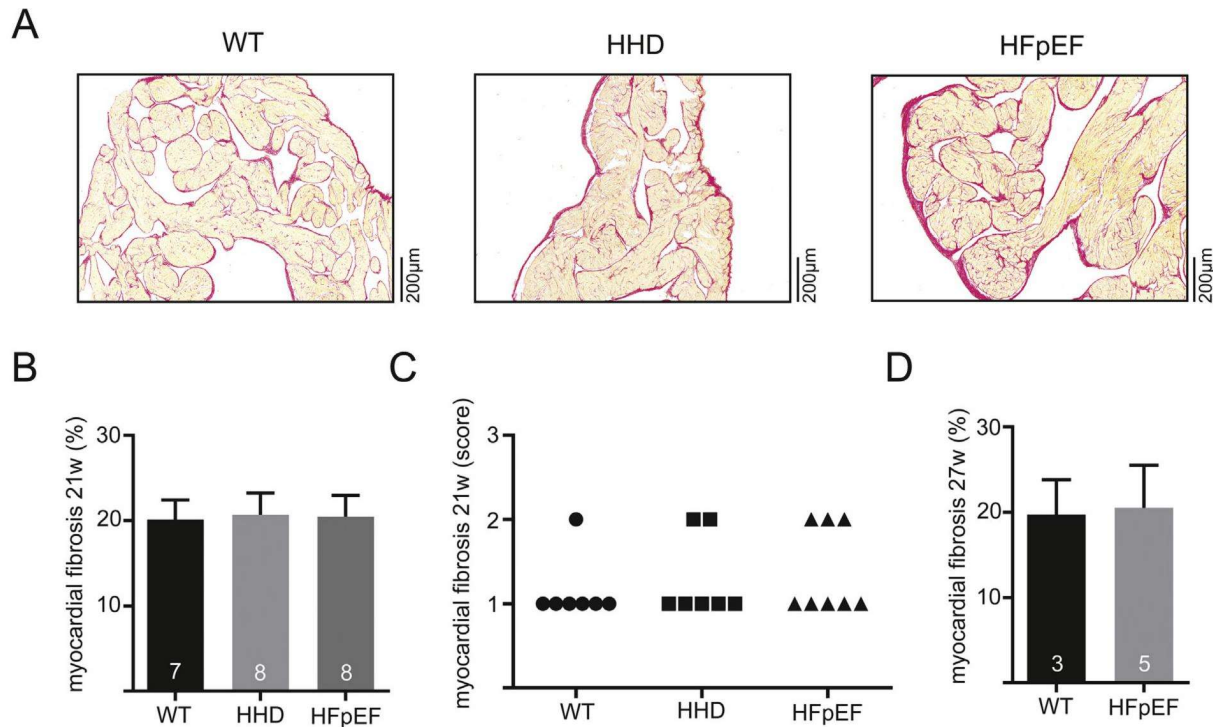 A
WT
HHD
HFpEF
200µm
200µm
200µm
B
C
D
myocardial fibrosis 21w (%)
30
20
10
7
8
8
WT
HHD
HFpEF
myocardial fibrosis 21w (score)
3
2
1
WT
HHD
HFpEF
myocardial fibrosis 27w (%)
30
20
10
3
5
WT
HFpEF